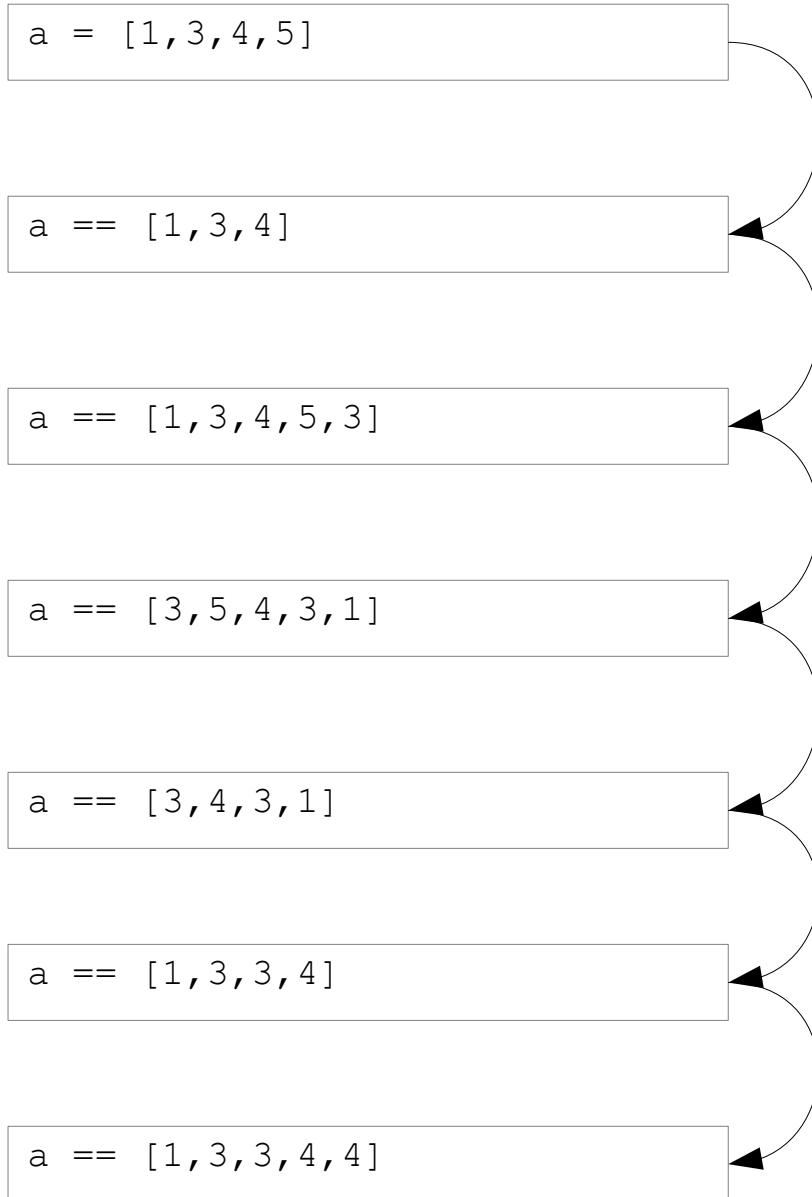 a = [1,3,4,5]
a == [1,3,4]
a == [1,3,4,5,3]
a == [3,5,4,3,1]
a == [3,4,3,1]
a == [1,3,3,4]
a == [1,3,3,4,4]